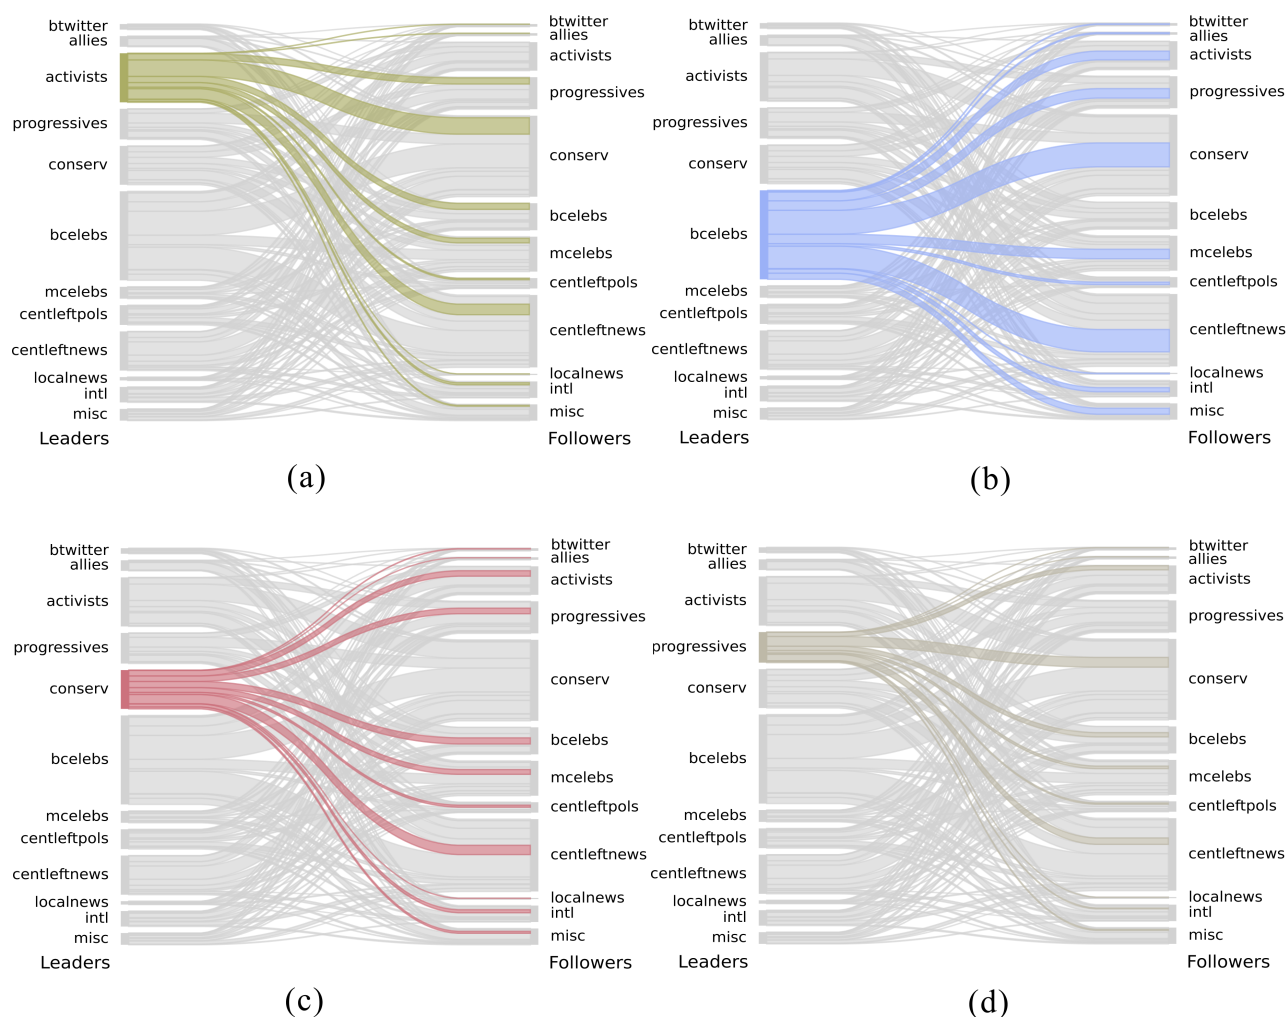 btwitter
allies
activists
progressives
conserv
bcelebs
mcelebs
centleftpols
centleftnews
localnews
intl
misc
Leaders
btwitter
allies
activists
progressives
conserv
bcelebs
mcelebs
centleftpols
centleftnews
localnews
intl
misc
Followers
(a)
btwitter
allies
activists
progressives
conserv
bcelebs
mcelebs
centleftpols
centleftnews
localnews
intl
misc
Leaders
btwitter
allies
activists
progressives
conserv
bcelebs
mcelebs
centleftpols
centleftnews
localnews
intl
misc
Followers
(b)
btwitter
allies
activists
progressives
conserv
bcelebs
mcelebs
centleftpols
centleftnews
localnews
intl
misc
Leaders
btwitter
allies
activists
progressives
conserv
bcelebs
mcelebs
centleftpols
centleftnews
localnews
intl
misc
Followers
(c)
btwitter
allies
activists
progressives
conserv
bcelebs
mcelebs
centleftpols
centleftnews
localnews
intl
misc
Leaders
btwitter
allies
activists
progressives
conserv
bcelebs
mcelebs
centleftpols
centleftnews
localnews
intl
misc
Followers
(d)